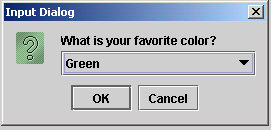 Input Dialog
What is your favorite color?
Green
OK Cancel